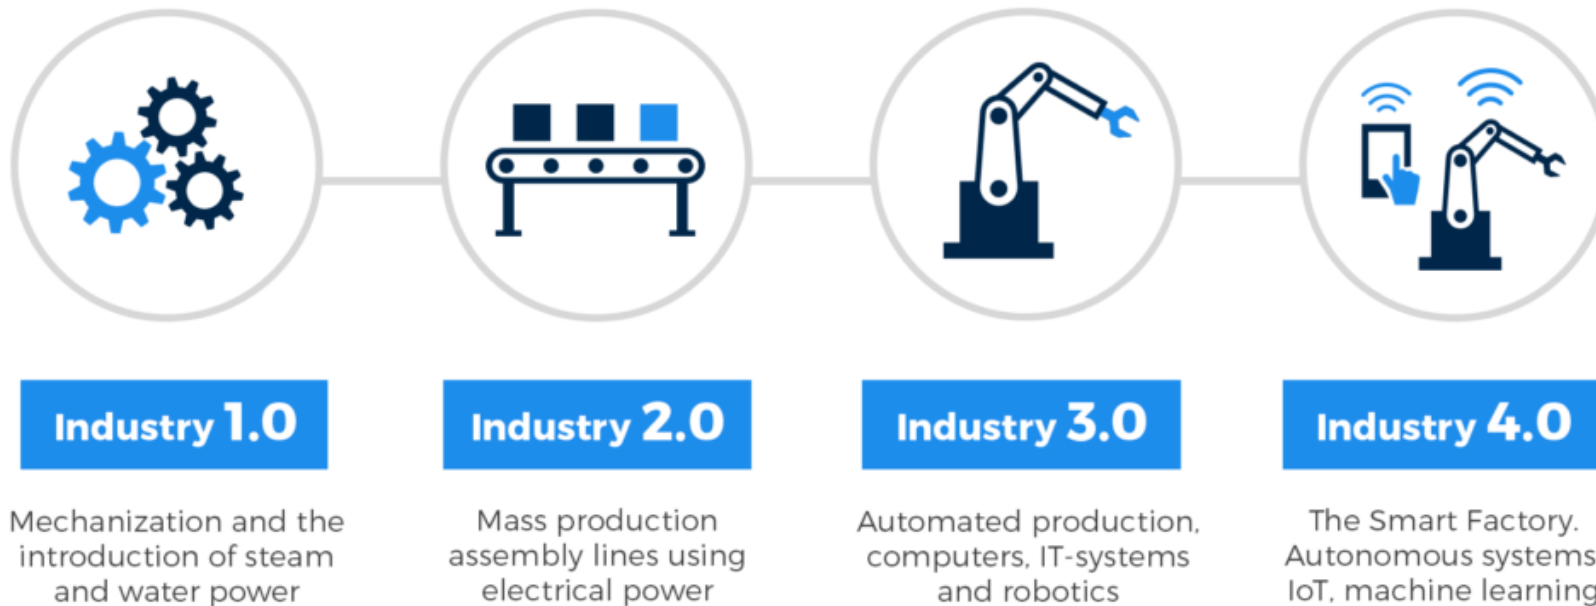 Industry 1.0
Mechanization and the
introduction of steam
and water power
Industry 2.0
Mass production
assembly lines using
electrical power
Industry 3.0
Automated production,
computers, IT-systems
and robotics
Industry 4.0
The Smart Factory.
Autonomous systems
IoT, machine learning